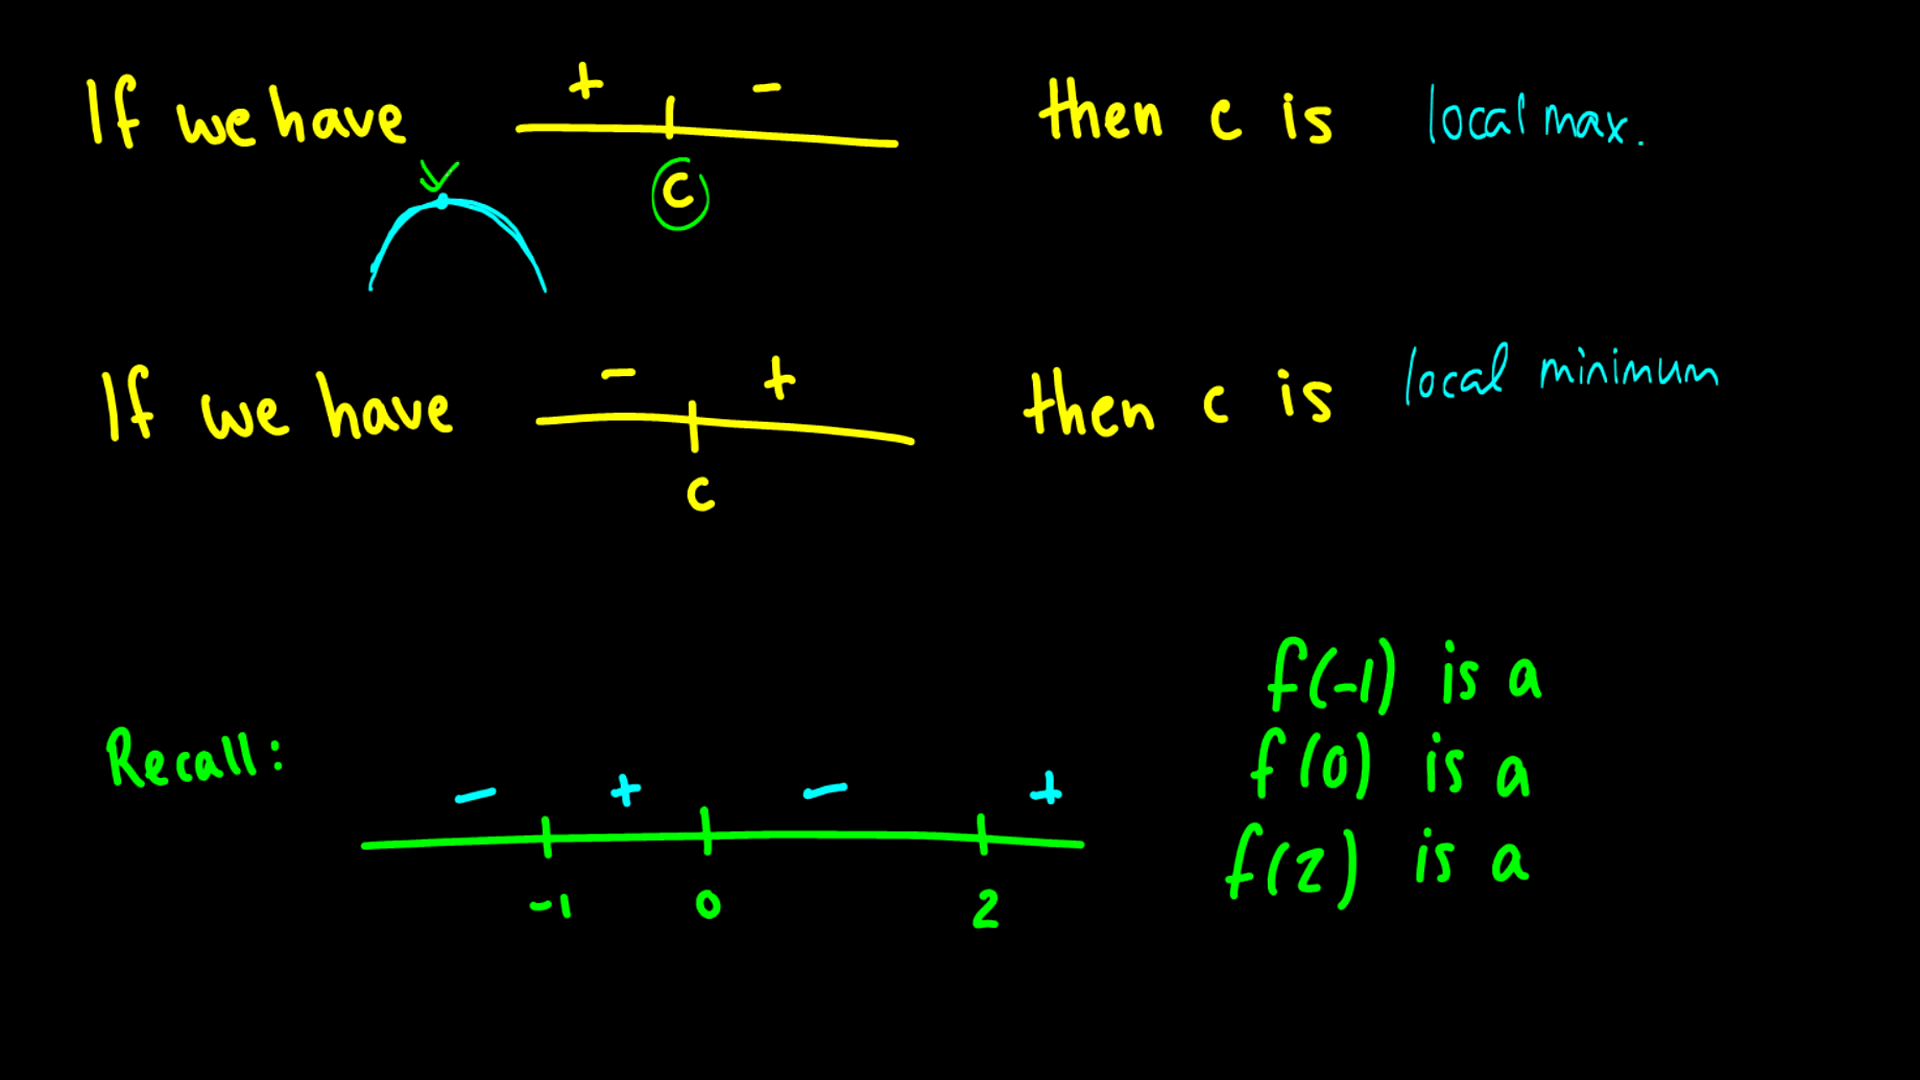 If we have + - then c is local max.
c
If we have - + then c is local minimum
c
f(-1) is a
f(0) is a
Recall:
- + - +
-1 0 2
f(2) is a